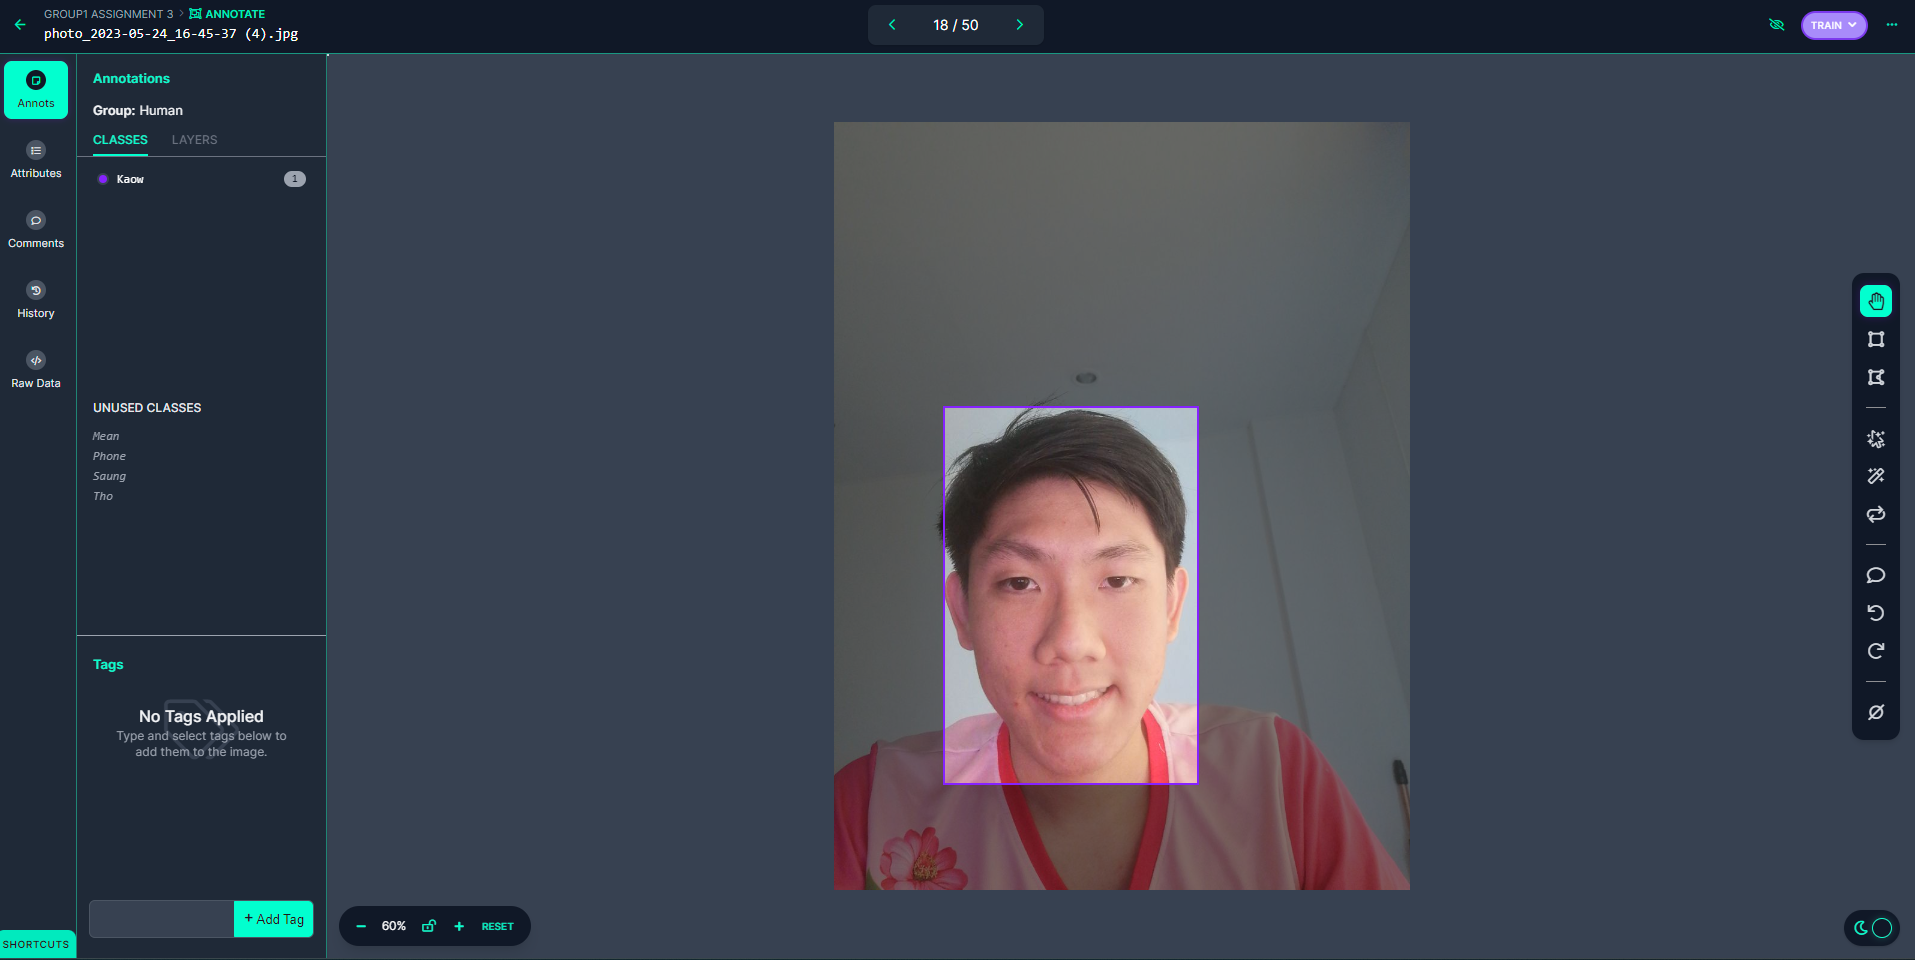 GROUP1 ASSIGNMENT 3 > ANNOTATE
photo_2023-05-24_16-45-37 (4).jpg
18 / 50
TRAIN
Annots
Attributes
Comments
History
Raw Data
SHORTCUTS
Annotations
Group: Human
CLASSES LAYERS
Kaow 1
UNUSED CLASSES
Mean
Phone
Saung
Tho
Tags
No Tags Applied
Type and select tags below to
add them to the image.
+ Add Tag
60%
RESET